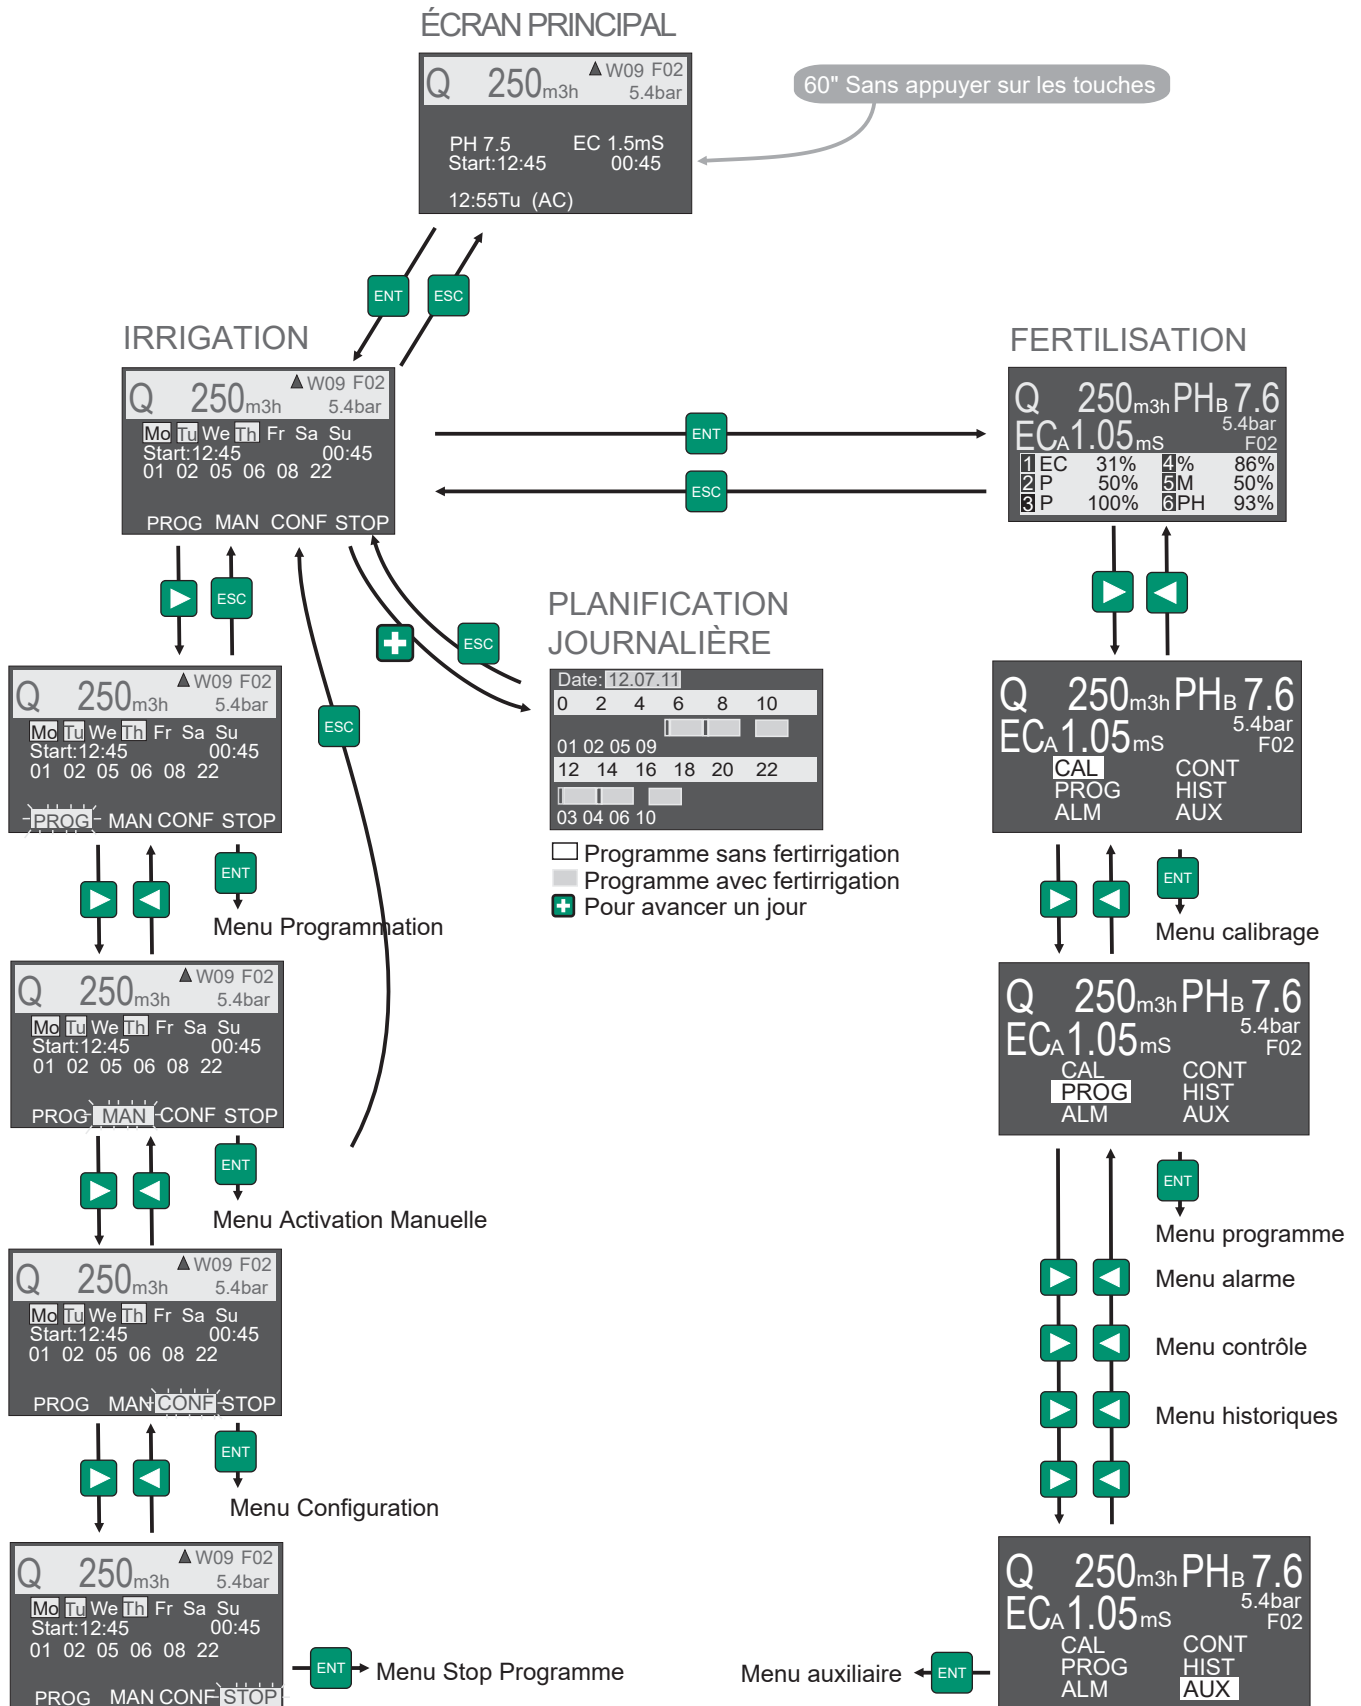 ÉCRAN PRINCIPAL
Q 250m3h ▲W09 F02
5.4bar
PH 7.5 EC 1.5mS
Start:12:45 00:45
12:55Tu (AC)
60" Sans appuyer sur les touches
ENT ESC
IRRIGATION
Q 250m3h ▲W09 F02
5.4bar
Mo Tu We Th Fr Sa Su
Start:12:45 00:45
01 02 05 06 08 22
PROG MAN CONF STOP
ENT
ESC
FERTILISATION
Q 250m3h PHB 7.6
5.4bar
ECA 1.05mS F02
1 EC 31% 4 % 86%
2 P 50% 5 M 50%
3 P 100% 6 PH 93%
ESC
ESC
ESC
PLANIFICATION
JOURNALIÈRE
Date: 12.07.11
0 2 4 6 8 10
01 02 05 09
12 14 16 18 20 22
03 04 06 10
Programme sans fertirrigation
Programme avec fertirrigation
Pour avancer un jour
Q 250m3h ▲W09 F02
5.4bar
Mo Tu We Th Fr Sa Su
Start:12:45 00:45
01 02 05 06 08 22
PROG MAN CONF STOP
ENT
Menu Programmation
Q 250m3h ▲W09 F02
5.4bar
Mo Tu We Th Fr Sa Su
Start:12:45 00:45
01 02 05 06 08 22
PROG MAN CONF STOP
ENT
Menu Activation Manuelle
Q 250m3h ▲W09 F02
5.4bar
Mo Tu We Th Fr Sa Su
Start:12:45 00:45
01 02 05 06 08 22
PROG MAN CONF STOP
ENT
Menu Configuration
Q 250m3h ▲W09 F02
5.4bar
Mo Tu We Th Fr Sa Su
Start:12:45 00:45
01 02 05 06 08 22
PROG MAN CONF STOP
ENT
Menu Stop Programme
Q 250m3h PHB 7.6
5.4bar
ECA 1.05mS F02
CAL CONT
PROG HIST
ALM AUX
ENT
Menu calibrage
Q 250m3h PHB 7.6
5.4bar
ECA 1.05mS F02
CAL CONT
PROG HIST
ALM AUX
ENT
Menu programme
Menu alarme
Menu contrôle
Menu historiques
Q 250m3h PHB 7.6
5.4bar
ECA 1.05mS F02
CAL CONT
PROG HIST
ALM AUX
ENT
Menu auxiliaire